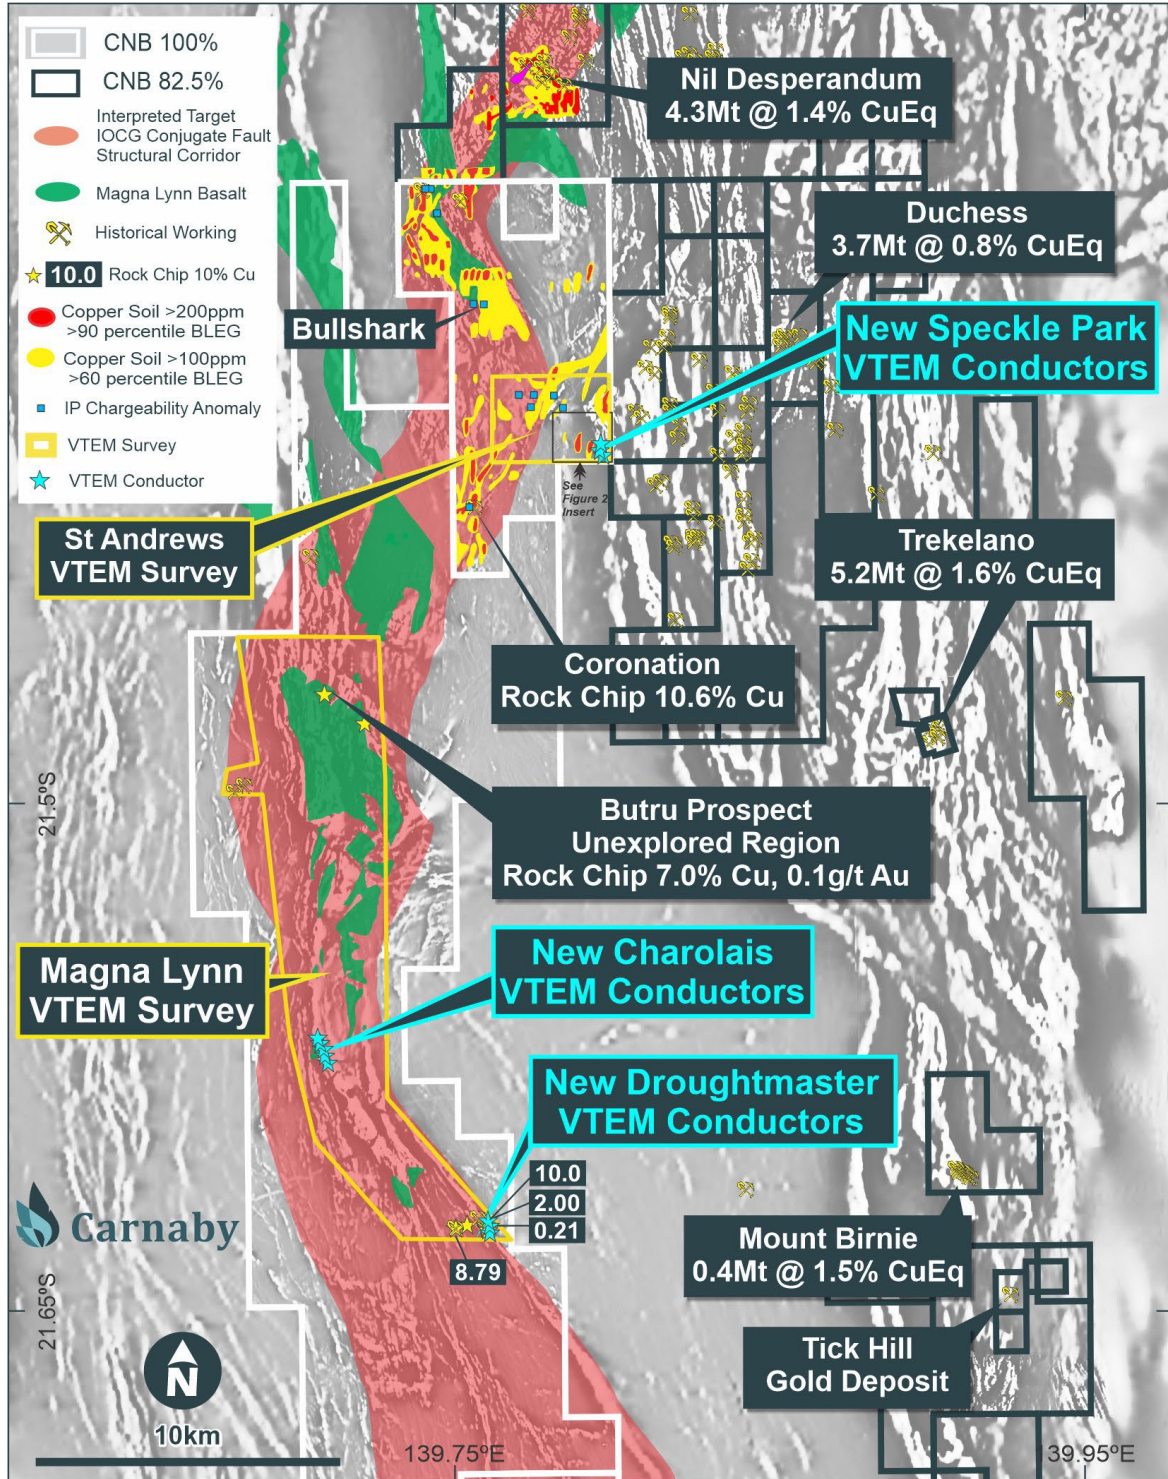 CNB 100%
CNB 82.5%
Interpreted Target
IOCG Conjugate Fault
Structural Corridor
Magna Lynn Basalt
Historical Working
10.0 Rock Chip 10% Cu
Copper Soil >200ppm
>90 percentile BLEG
Copper Soil >100ppm
>60 percentile BLEG
IP Chargeability Anomaly
VTEM Survey
VTEM Conductor
Nil Desperandum
4.3Mt @ 1.4% CuEq
Duchess
3.7Mt @ 0.8% CuEq
Bullshark
New Speckle Park
VTEM Conductors
See
Figure 2
Insert
St Andrews
VTEM Survey
Trekelano
5.2Mt @ 1.6% CuEq
Coronation
Rock Chip 10.6% Cu
21.5ºS
Butru Prospect
Unexplored Region
Rock Chip 7.0% Cu, 0.1g/t Au
Magna Lynn
VTEM Survey
New Charolais
VTEM Conductors
New Droughtmaster
VTEM Conductors
10.0
2.00
0.21
8.79
Carnaby
Mount Birnie
0.4Mt @ 1.5% CuEq
21.65ºS
Tick Hill
Gold Deposit
N
10km
139.75ºE
139.95ºE